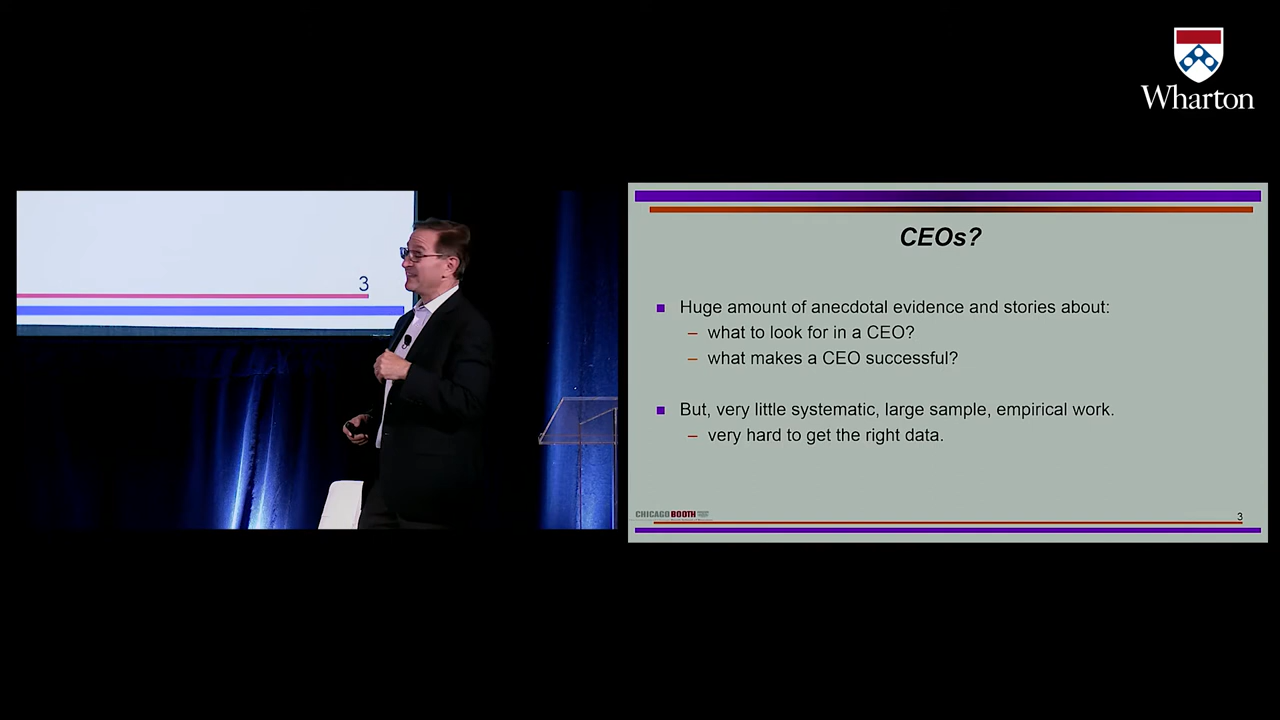 Wharton
3
CEOs?
Huge amount of anecdotal evidence and stories about:
– what to look for in a CEO?
– what makes a CEO successful?
But, very little systematic, large sample, empirical work.
– very hard to get the right data.
CHICAGO BOOTH
3